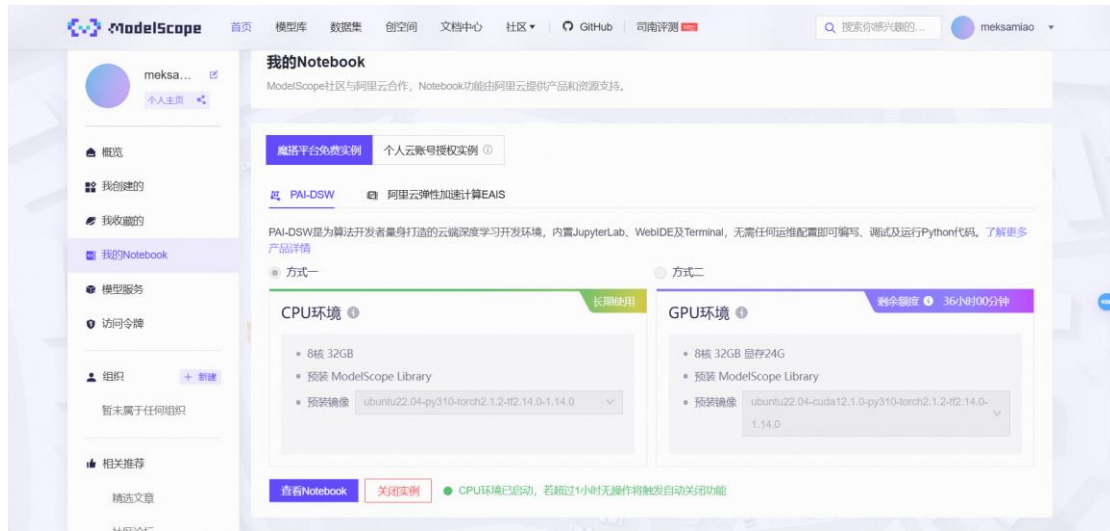 ModelScope 首页 模型库 数据集 创空间 文档中心 社区 GitHub 司南评测 搜索你感兴趣的... meksamiao
meksa...
个人主页
概览
我创建的
我收藏的
我的Notebook
模型服务
访问令牌
组织 + 新建
暂未属于任何组织
相关推荐
精选文章
我的Notebook
ModelScope社区与阿里云合作，Notebook功能由阿里云提供产品和资源支持。
魔搭平台免费实例 个人云账号授权实例
PAI-DSW 阿里云弹性加速计算EAIS
PAI-DSW是为算法开发者量身打造的云端深度学习开发环境，内置JupyterLab、WebIDE及Terminal，无需任何运维配置即可编写、调试及运行Python代码。了解更多
产品详情
方式一
长期使用
CPU环境
8核 32GB
预装 ModelScope Library
预装镜像 ubuntu22.04-py310-torch2.1.2-tf2.14.0-1.14.0
方式二
剩余额度 36小时00分钟
GPU环境
8核 32GB 显存24G
预装 ModelScope Library
预装镜像 ubuntu22.04-cuda12.1.0-py310-torch2.1.2-tf2.14.0-
1.14.0
查看Notebook 关闭实例 CPU环境已启动，若超过1小时无操作将触发自动关闭功能